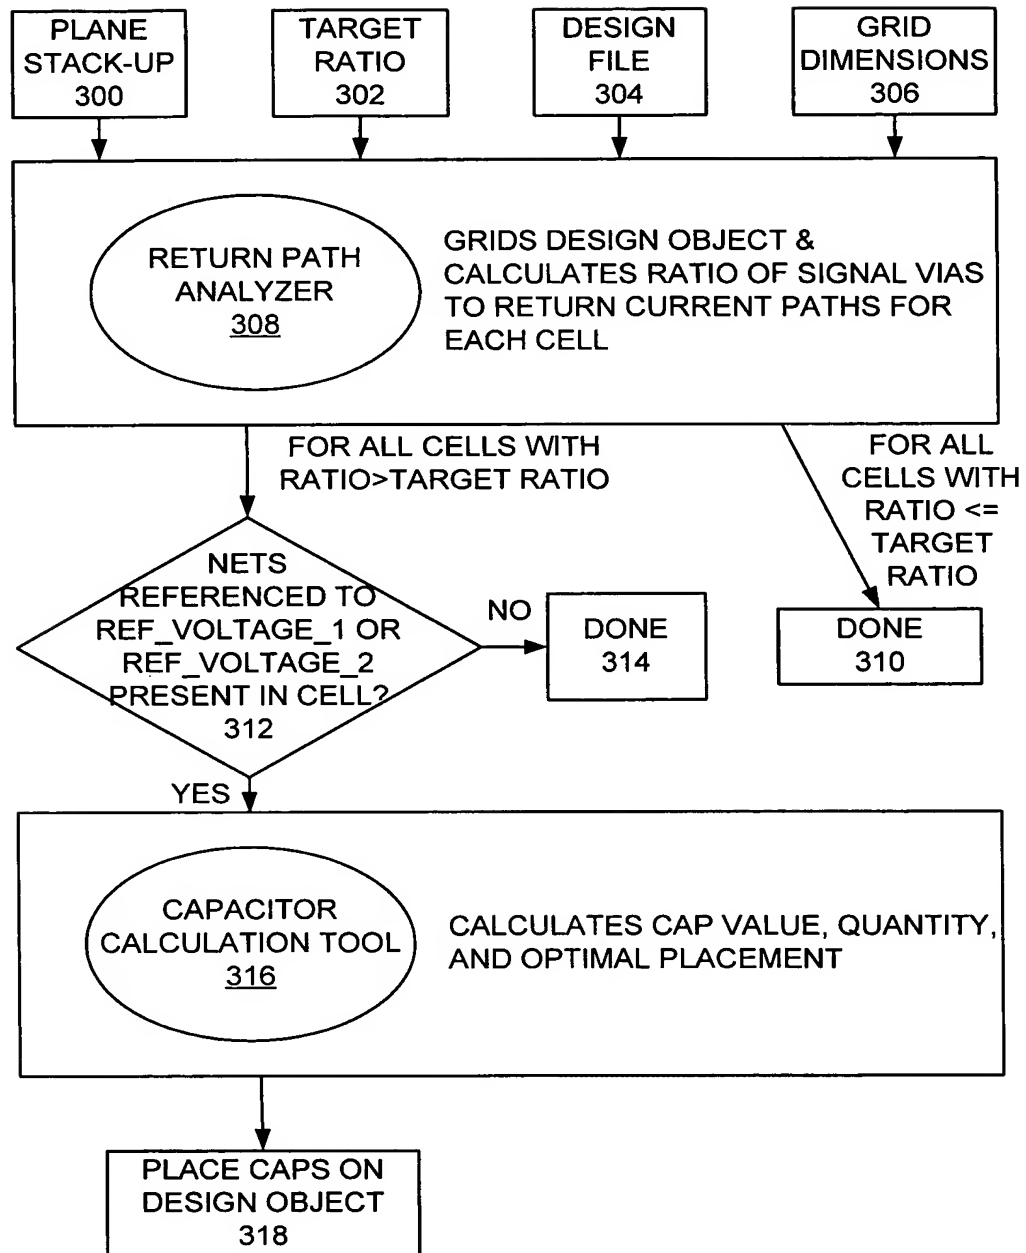 PLANE
STACK-UP
300
TARGET
RATIO
302
DESIGN
FILE
304
GRID
DIMENSIONS
306
RETURN PATH
ANALYZER
308
GRIDS DESIGN OBJECT &
CALCULATES RATIO OF SIGNAL VIAS
TO RETURN CURRENT PATHS FOR
EACH CELL
FOR ALL CELLS WITH
RATIO>TARGET RATIO
FOR ALL
CELLS WITH
RATIO <=
TARGET
RATIO
NETS
REFERENCED TO
REF_VOLTAGE_1 OR
REF_VOLTAGE_2
PRESENT IN CELL?
312
NO
DONE
314
DONE
310
YES
CAPACITOR
CALCULATION TOOL
316
CALCULATES CAP VALUE, QUANTITY,
AND OPTIMAL PLACEMENT
PLACE CAPS ON
DESIGN OBJECT
318